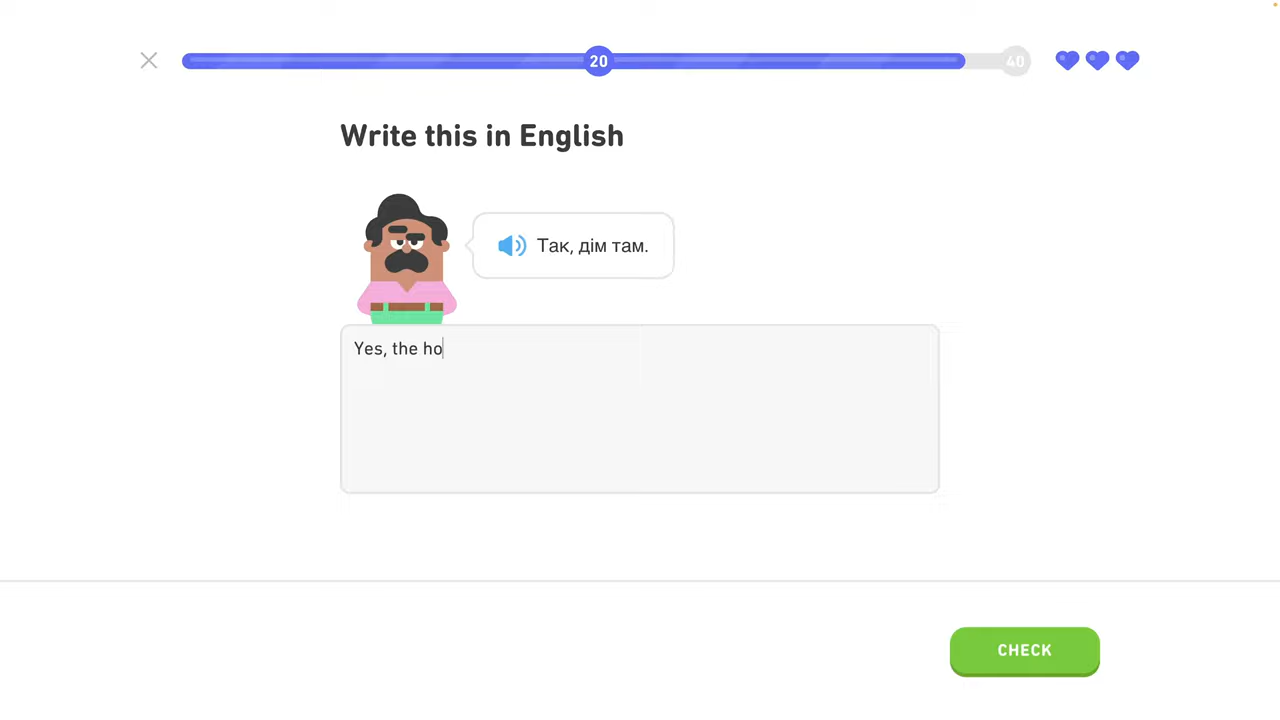 20
40
Write this in English
Так, дім там.
Yes, the ho
CHECK